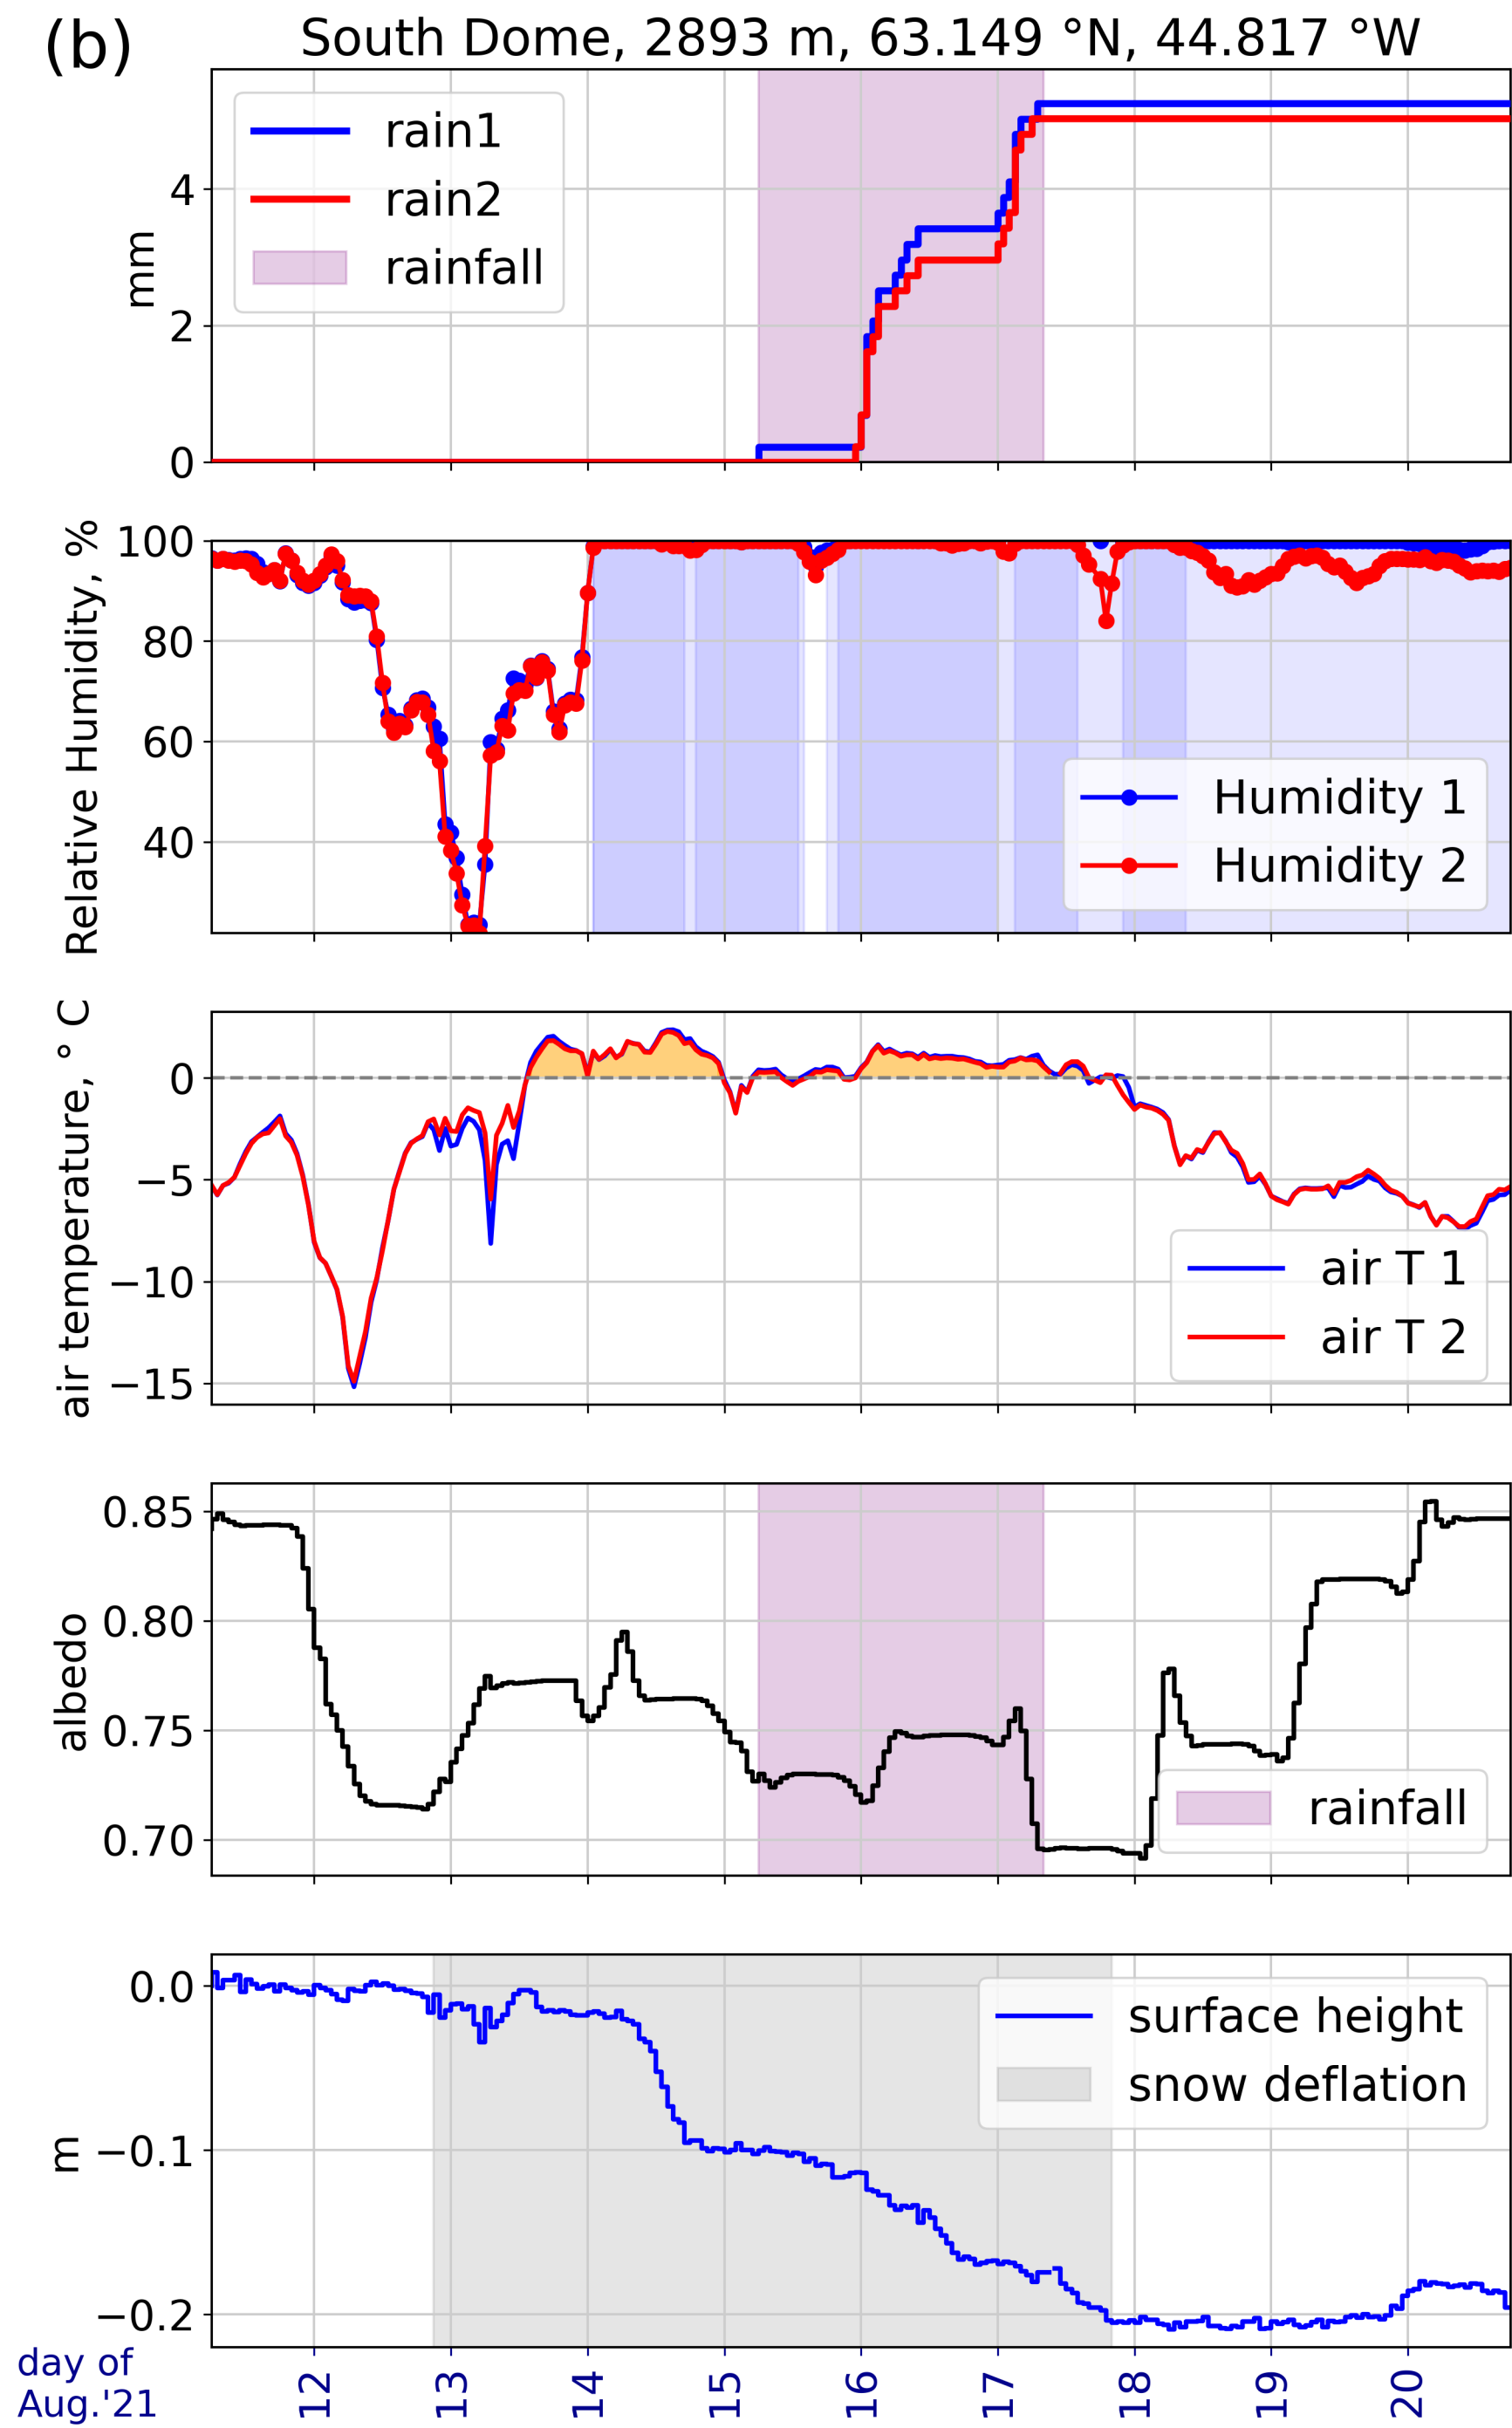 (b)
South Dome, 2893 m, 63.149 °N, 44.817 °W
rain1
rain2
rainfall
mm
4
2
0
Relative Humidity, %
100
80
60
40
Humidity 1
Humidity 2
air temperature, ° C
0
−5
−10
−15
air T 1
air T 2
albedo
0.85
0.80
0.75
0.70
rainfall
m
0.0
−0.1
−0.2
surface height
snow deflation
day of
Aug.'21
12
13
14
15
16
17
18
19
20